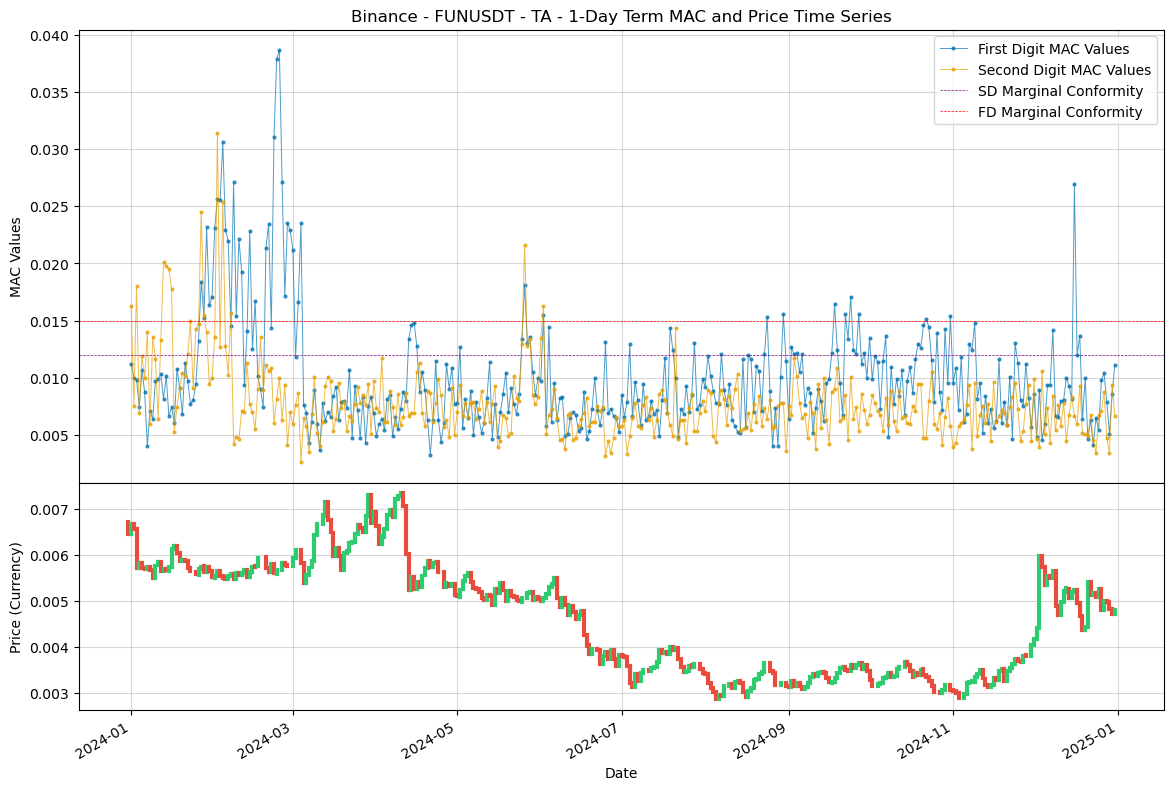 Binance - FUNUSDT - TA - 1-Day Term MAC and Price Time Series
First Digit MAC Values
Second Digit MAC Values
SD Marginal Conformity
FD Marginal Conformity
MAC Values
0.040
0.035
0.030
0.025
0.020
0.015
0.010
0.005
Price (Currency)
0.007
0.006
0.005
0.004
0.003
2024-01
2024-03
2024-05
2024-07
2024-09
2024-11
2025-01
Date